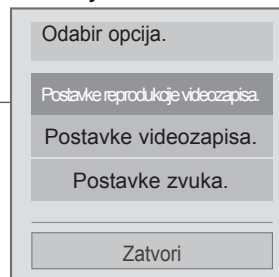 Odabir opcija.
Postavke reprodukcije videozapisa.
Postavke videozapisa.
Postavke zvuka.
Zatvori